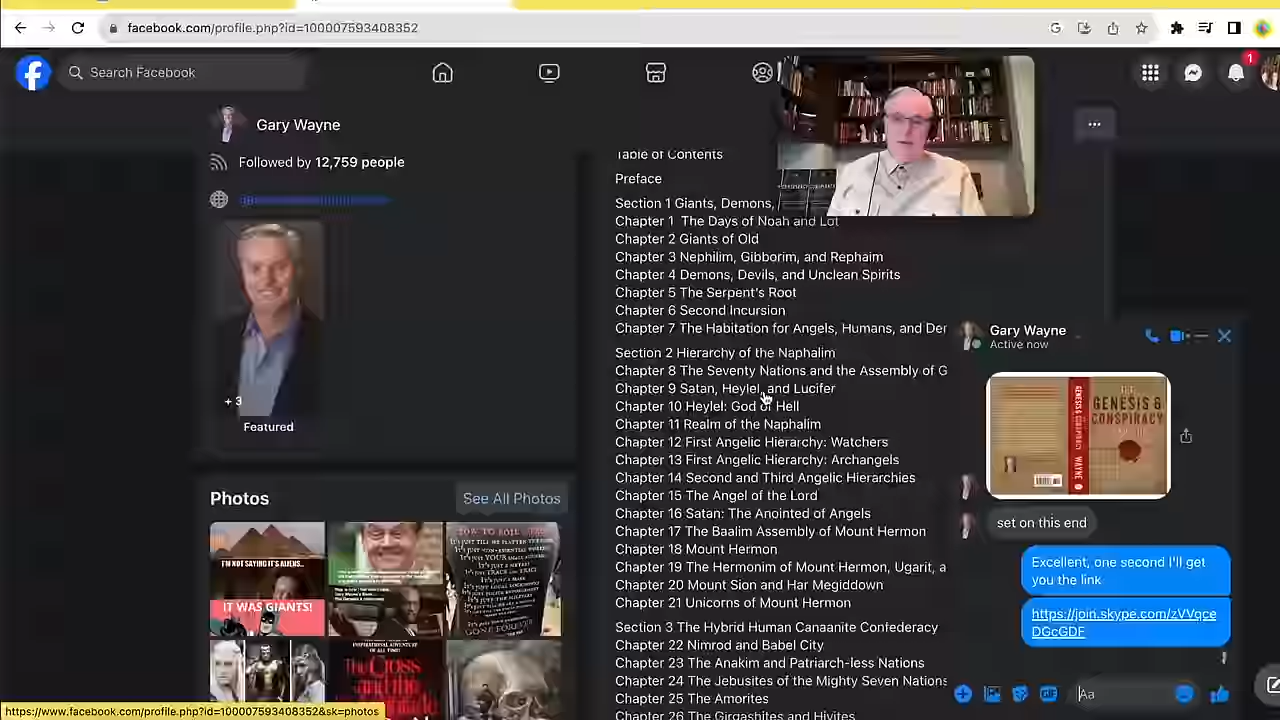 facebook.com/profile.php?id=100007593408352
Search Facebook
1
Gary Wayne
Followed by 12,759 people
+ 3
Featured
Photos
See All Photos
I'M NOT SAYING IT'S ALIENS...
IT WAS GIANTS!
Table of Contents
Preface
Section 1 Giants, Demons,
Chapter 1 The Days of Noah and Lot
Chapter 2 Giants of Old
Chapter 3 Nephilim, Gibborim, and Rephaim
Chapter 4 Demons, Devils, and Unclean Spirits
Chapter 5 The Serpent's Root
Chapter 6 Second Incursion
Chapter 7 The Habitation for Angels, Humans, and Der
Section 2 Hierarchy of the Naphalim
Chapter 8 The Seventy Nations and the Assembly of G
Chapter 9 Satan, Heylel, and Lucifer
Chapter 10 Heylel: God of Hell
Chapter 11 Realm of the Naphalim
Chapter 12 First Angelic Hierarchy: Watchers
Chapter 13 First Angelic Hierarchy: Archangels
Chapter 14 Second and Third Angelic Hierarchies
Chapter 15 The Angel of the Lord
Chapter 16 Satan: The Anointed of Angels
Chapter 17 The Baalim Assembly of Mount Hermon
Chapter 18 Mount Hermon
Chapter 19 The Hermonim of Mount Hermon, Ugarit, a
Chapter 20 Mount Sion and Har Megiddown
Chapter 21 Unicorns of Mount Hermon
Section 3 The Hybrid Human Canaanite Confederacy
Chapter 22 Nimrod and Babel City
Chapter 23 The Anakim and Patriarch-less Nations
Chapter 24 The Jebusites of the Mighty Seven Nations
Chapter 25 The Amorites
Chapter 26 The Girgashites and Hivites
Gary Wayne
Active now
THE
GENESIS 6
CONSPIRACY
GENESIS 6 CONSPIRACY
WAYNE
set on this end
Excellent, one second I'll get
you the link
https://join.skype.com/zVVqce
DGcGDF
GIF
Aa
https://www.facebook.com/profile.php?id=100007593408352&sk=photos